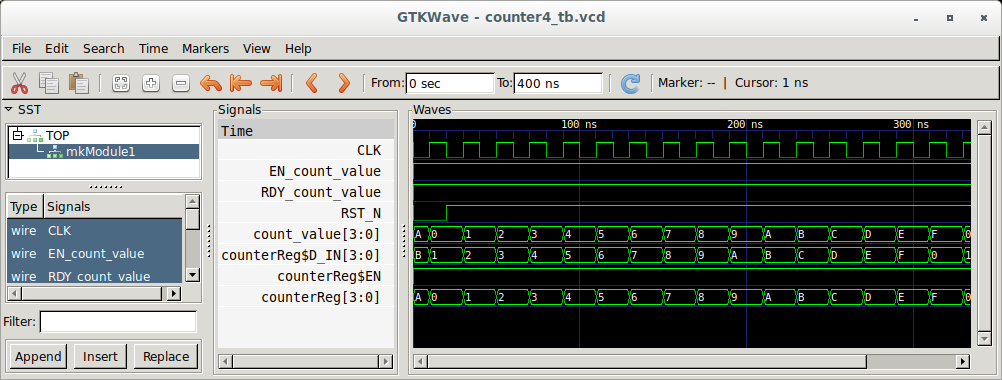 GTKWave - counter4_tb.vcd
File Edit Search Time Markers View Help
From: 0 sec To: 400 ns Marker: -- | Cursor: 1 ns
SST
TOP
mkModule1
Type Signals
wire CLK
wire EN_count_value
wire RDY_count_value
Filter:
Append Insert Replace
Signals
Time
CLK
EN_count_value
RDY_count_value
RST_N
count_value[3:0]
counterReg$D_IN[3:0]
counterReg$EN
counterReg[3:0]
Waves
0 100 ns 200 ns 300 ns
A 0 1 2 3 4 5 6 7 8 9 A B C D E F 0
B 1 2 3 4 5 6 7 8 9 A B C D E F 0 1
A 0 1 2 3 4 5 6 7 8 9 A B C D E F 0